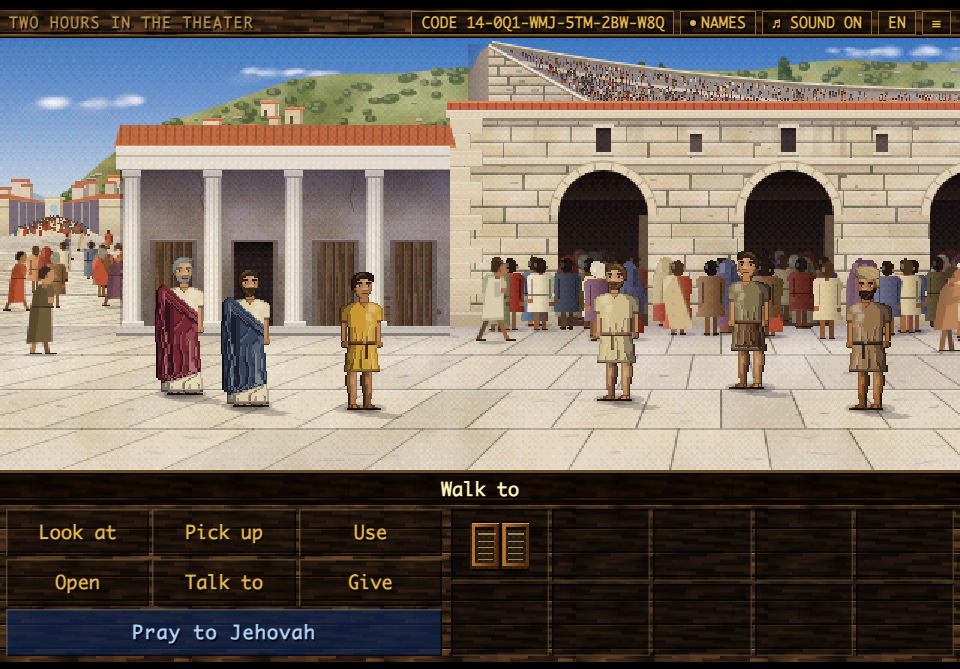 TWO HOURS IN THE THEATER
CODE 14-0Q1-WMJ-5TM-2BW-W8Q
• NAMES
♬ SOUND ON
EN
≡
Walk to
Look at
Pick up
Use
Open
Talk to
Give
Pray to Jehovah